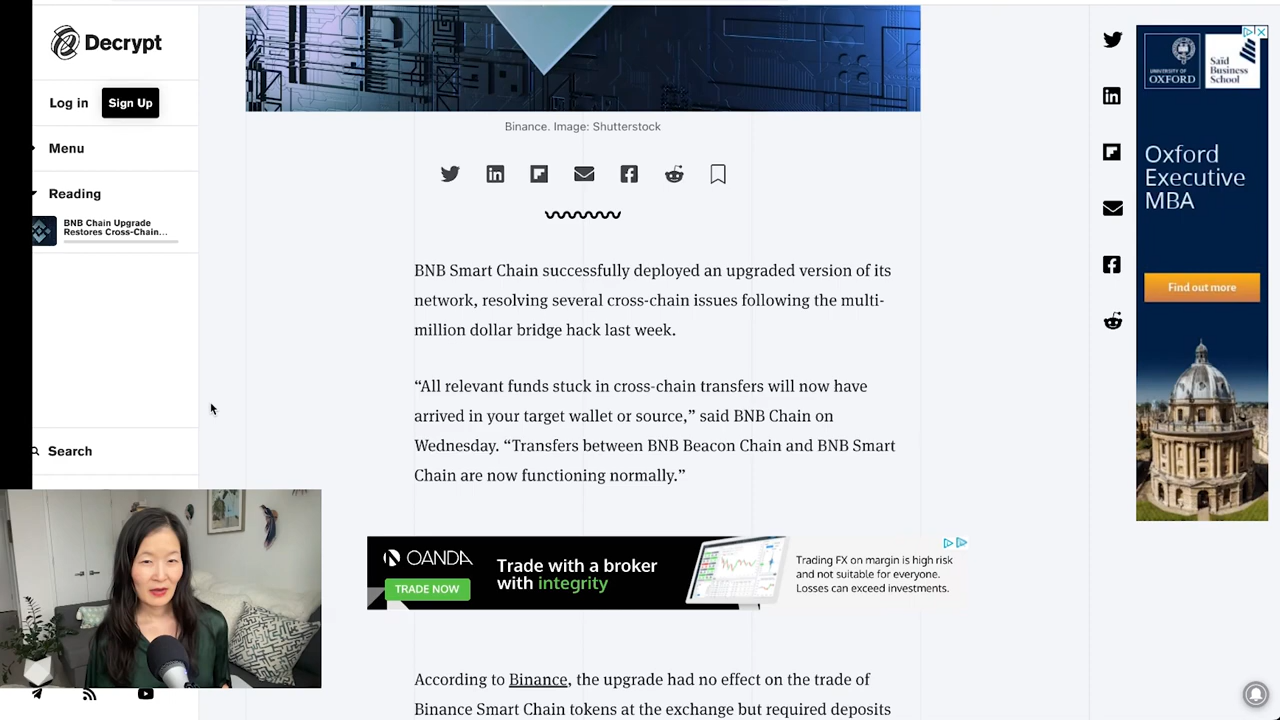 Decrypt
Log in
Sign Up
Menu
Reading
BNB Chain Upgrade
Restores Cross-Chain...
Search
Binance. Image: Shutterstock
BNB Smart Chain successfully deployed an upgraded version of its
network, resolving several cross-chain issues following the multi-
million dollar bridge hack last week.
“All relevant funds stuck in cross-chain transfers will now have
arrived in your target wallet or source,” said BNB Chain on
Wednesday. “Transfers between BNB Beacon Chain and BNB Smart
Chain are now functioning normally.”
OANDA
TRADE NOW
Trade with a broker
with integrity
Trading FX on margin is high risk
and not suitable for everyone.
Losses can exceed investments.
According to Binance, the upgrade had no effect on the trade of
Binance Smart Chain tokens at the exchange but required deposits
UNIVERSITY OF
OXFORD
Saïd
Business
School
Oxford
Executive
MBA
Find out more